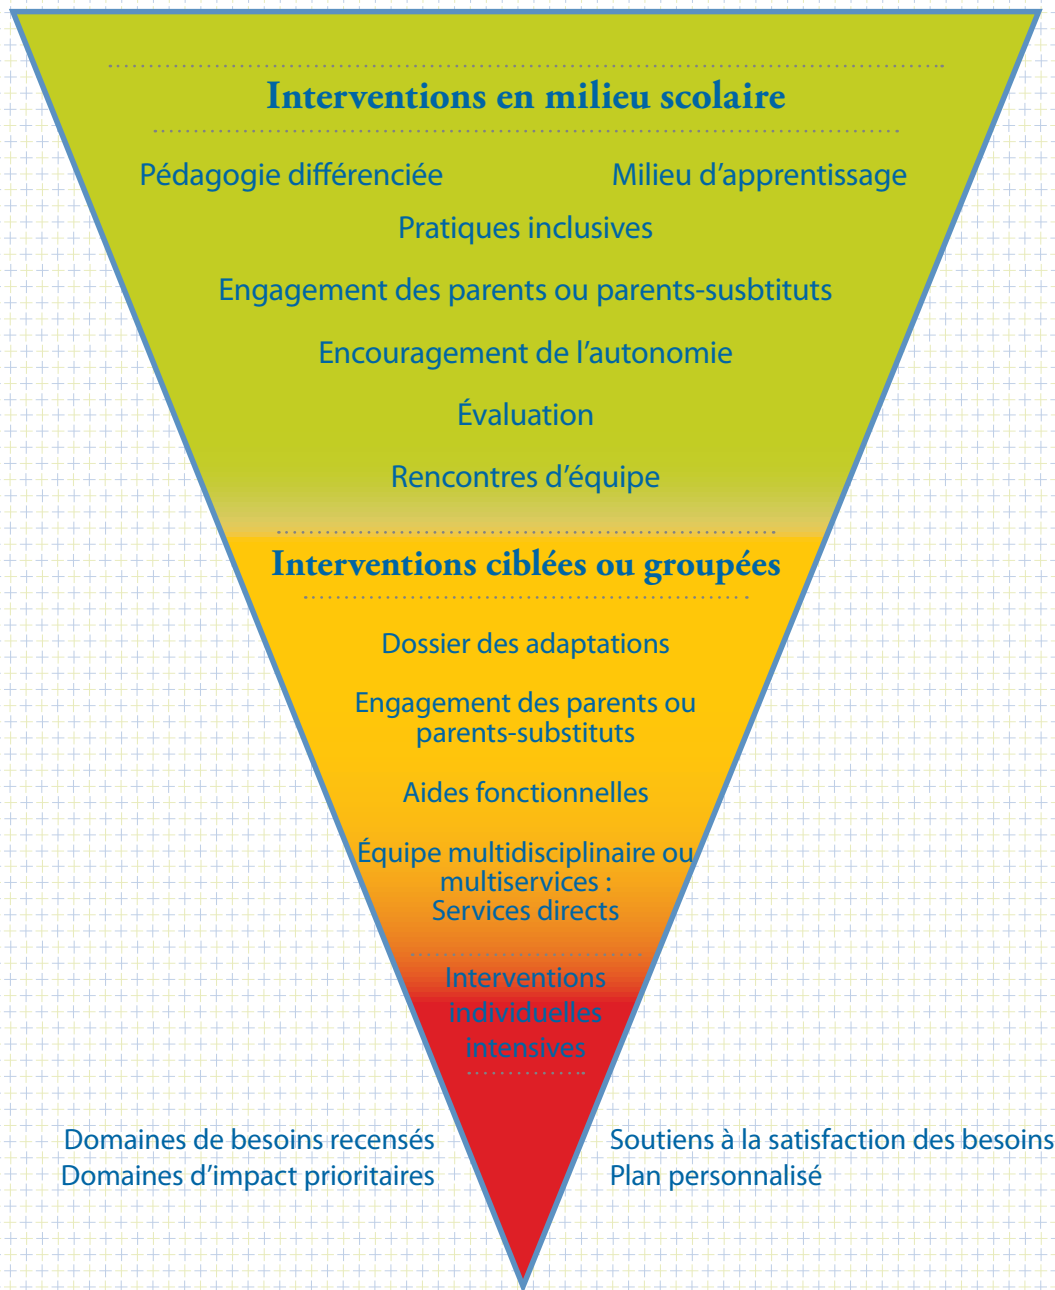 Interventions en milieu scolaire
Pédagogie différenciée
Milieu d'apprentissage
Pratiques inclusives
Engagement des parents ou parents-susbtituts
Encouragement de l'autonomie
Évaluation
Rencontres d'équipe
Interventions ciblées ou groupées
Dossier des adaptations
Engagement des parents ou
parents-substituts
Aides fonctionnelles
Équipe multidisciplinaire ou
multiservices :
Services directs
Interventions
individuelles
intensives
Domaines de besoins recensés
Domaines d'impact prioritaires
Soutiens à la satisfaction des besoins
Plan personnalisé